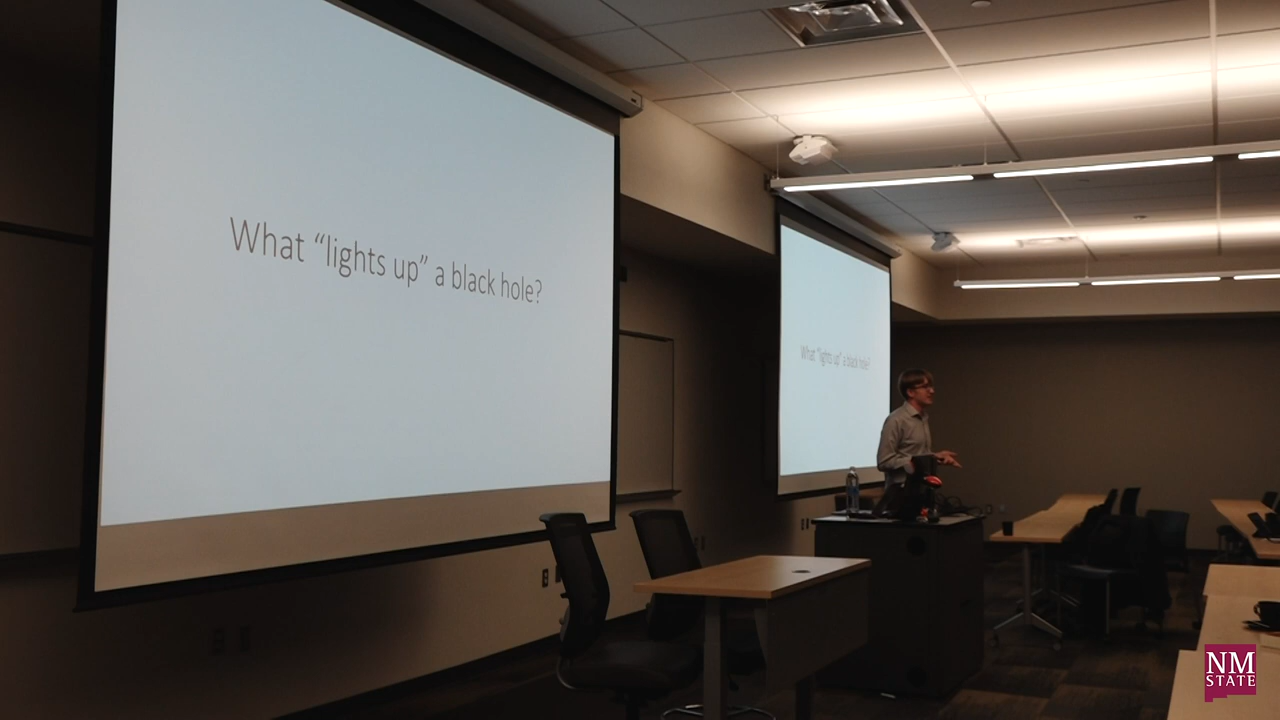 What “lights up” a black hole?
What “lights up” a black hole?
NM
STATE